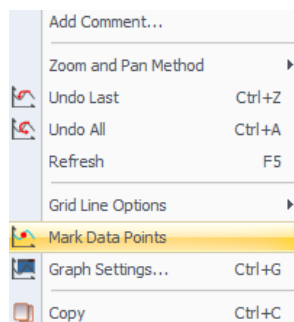 Add Comment...
Zoom and Pan Method
Undo Last Ctrl+Z
Undo All Ctrl+A
Refresh F5
Grid Line Options
Mark Data Points
Graph Settings... Ctrl+G
Copy Ctrl+C